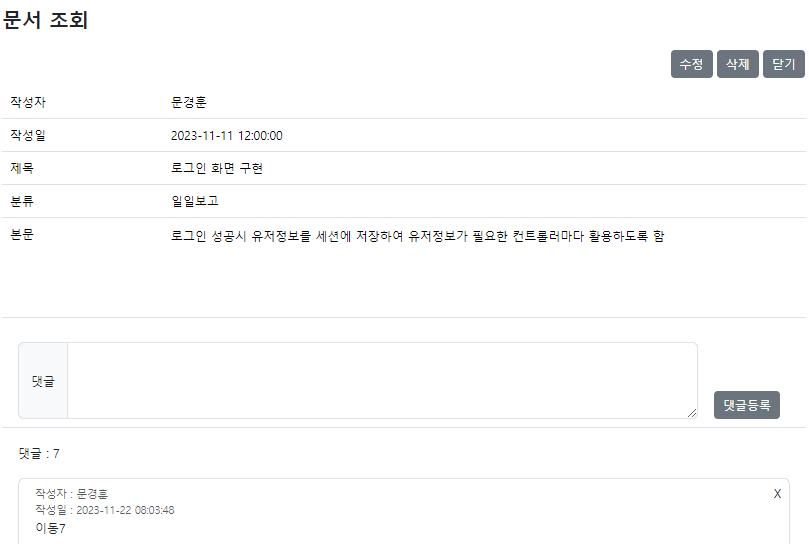 문서 조회
수정 삭제 닫기
작성자 문경훈
작성일 2023-11-11 12:00:00
제목 로그인 화면 구현
분류 일일보고
본문 로그인 성공시 유저정보를 세션에 저장하여 유저정보가 필요한 컨트롤러마다 활용하도록 함
댓글
댓글등록
댓글 : 7
작성자 : 문경훈 X
작성일 : 2023-11-22 08:03:48
이동7